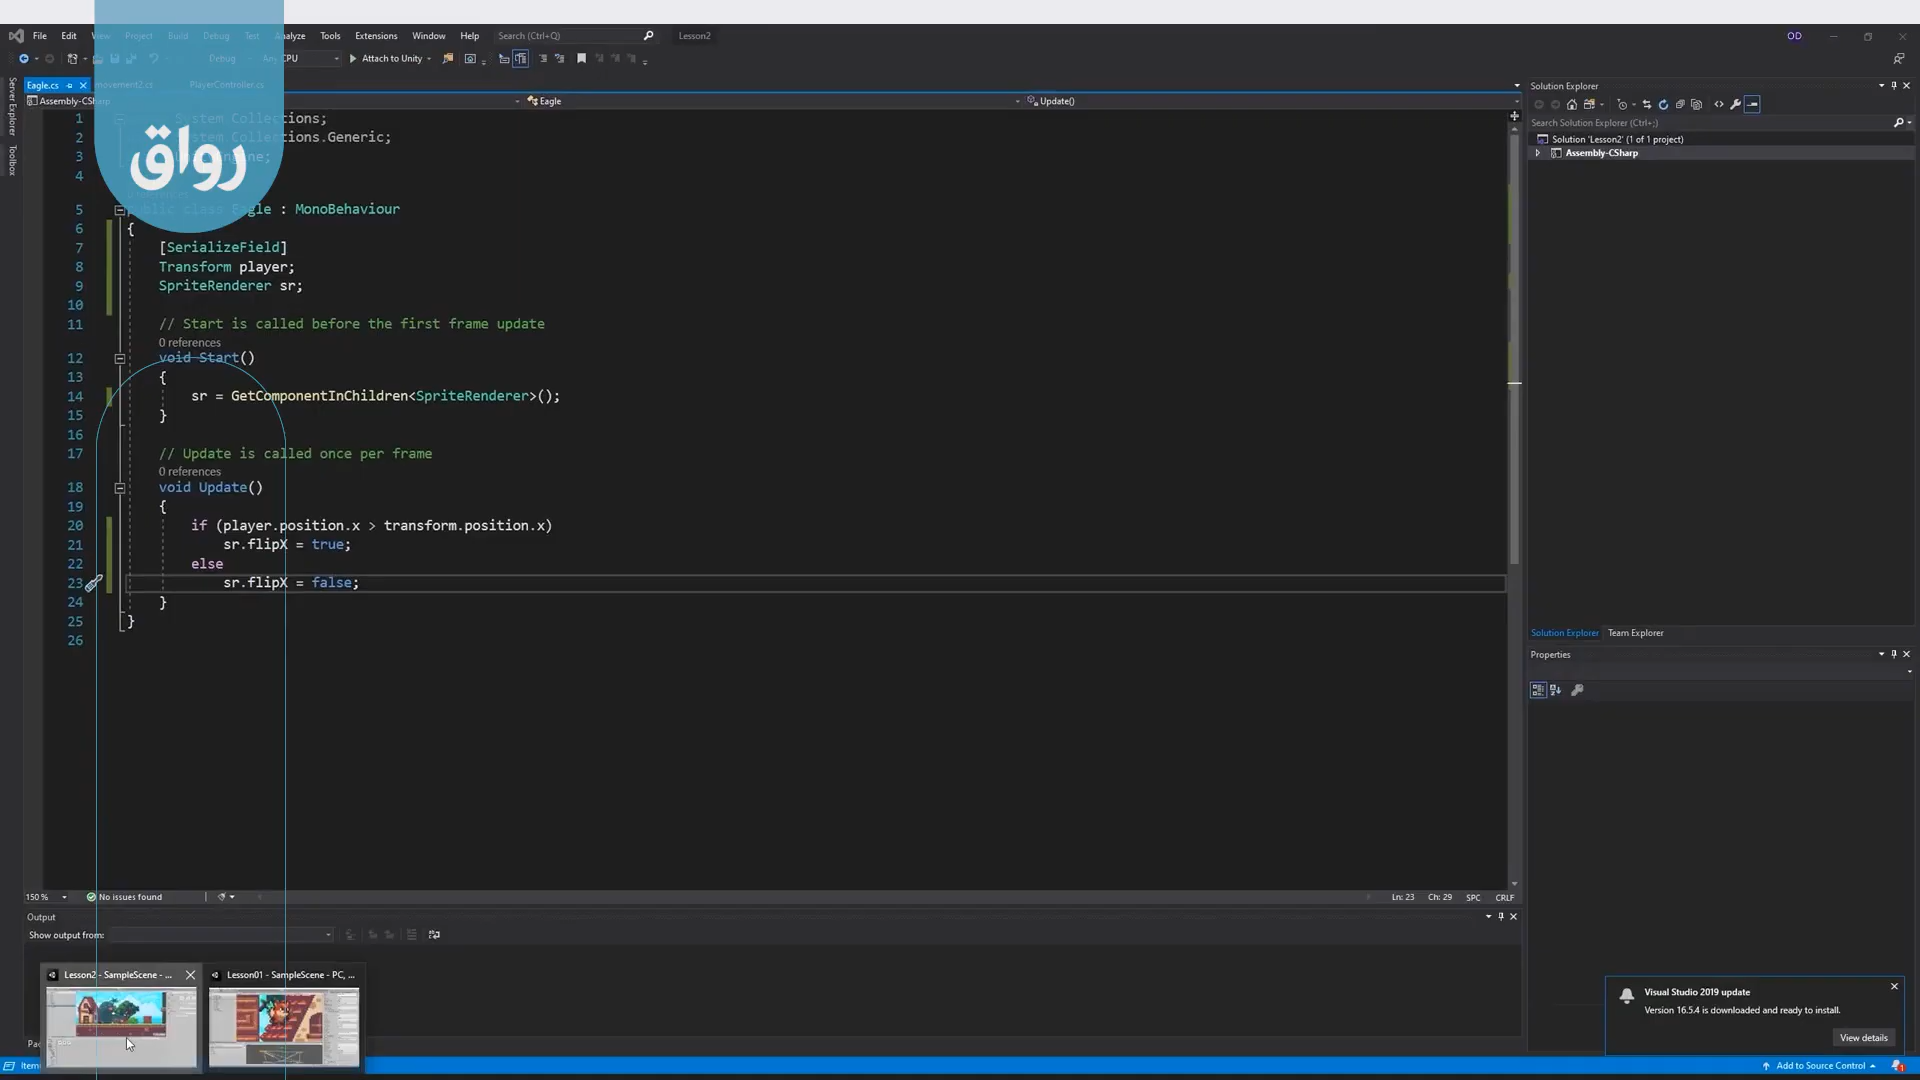 File Edit View Project Build Debug Test Analyze Tools Extensions Window Help Search (Ctrl+Q) Lesson2 OD
Debug Any CPU Attach to Unity
Server Explorer
Toolbox
Eagle.cs movement2.cs PlayerController.cs
Assembly-CSharp Eagle Update()
رواق
1 System Collections;
2 System Collections.Generic;
3
4
5 public class Eagle : MonoBehaviour
6 {
7 [SerializeField]
8 Transform player;
9 SpriteRenderer sr;
10
11 // Start is called before the first frame update
0 references
12 void Start()
13 {
14 sr = GetComponentInChildren<SpriteRenderer>();
15 }
16
17 // Update is called once per frame
0 references
18 void Update()
19 {
20 if (player.position.x > transform.position.x)
21 sr.flipX = true;
22 else
23 sr.flipX = false;
24 }
25 }
26
150 % No issues found Ln: 23 Ch: 29 SPC CRLF
Output
Show output from:
Solution Explorer
Search Solution Explorer (Ctrl+;)
Solution 'Lesson2' (1 of 1 project)
Assembly-CSharp
Solution Explorer Team Explorer
Properties
Lesson2 - SampleScene - ...
Lesson01 - SampleScene - PC, ...
Visual Studio 2019 update
Version 16.5.4 is downloaded and ready to install.
View details
Add to Source Control
1